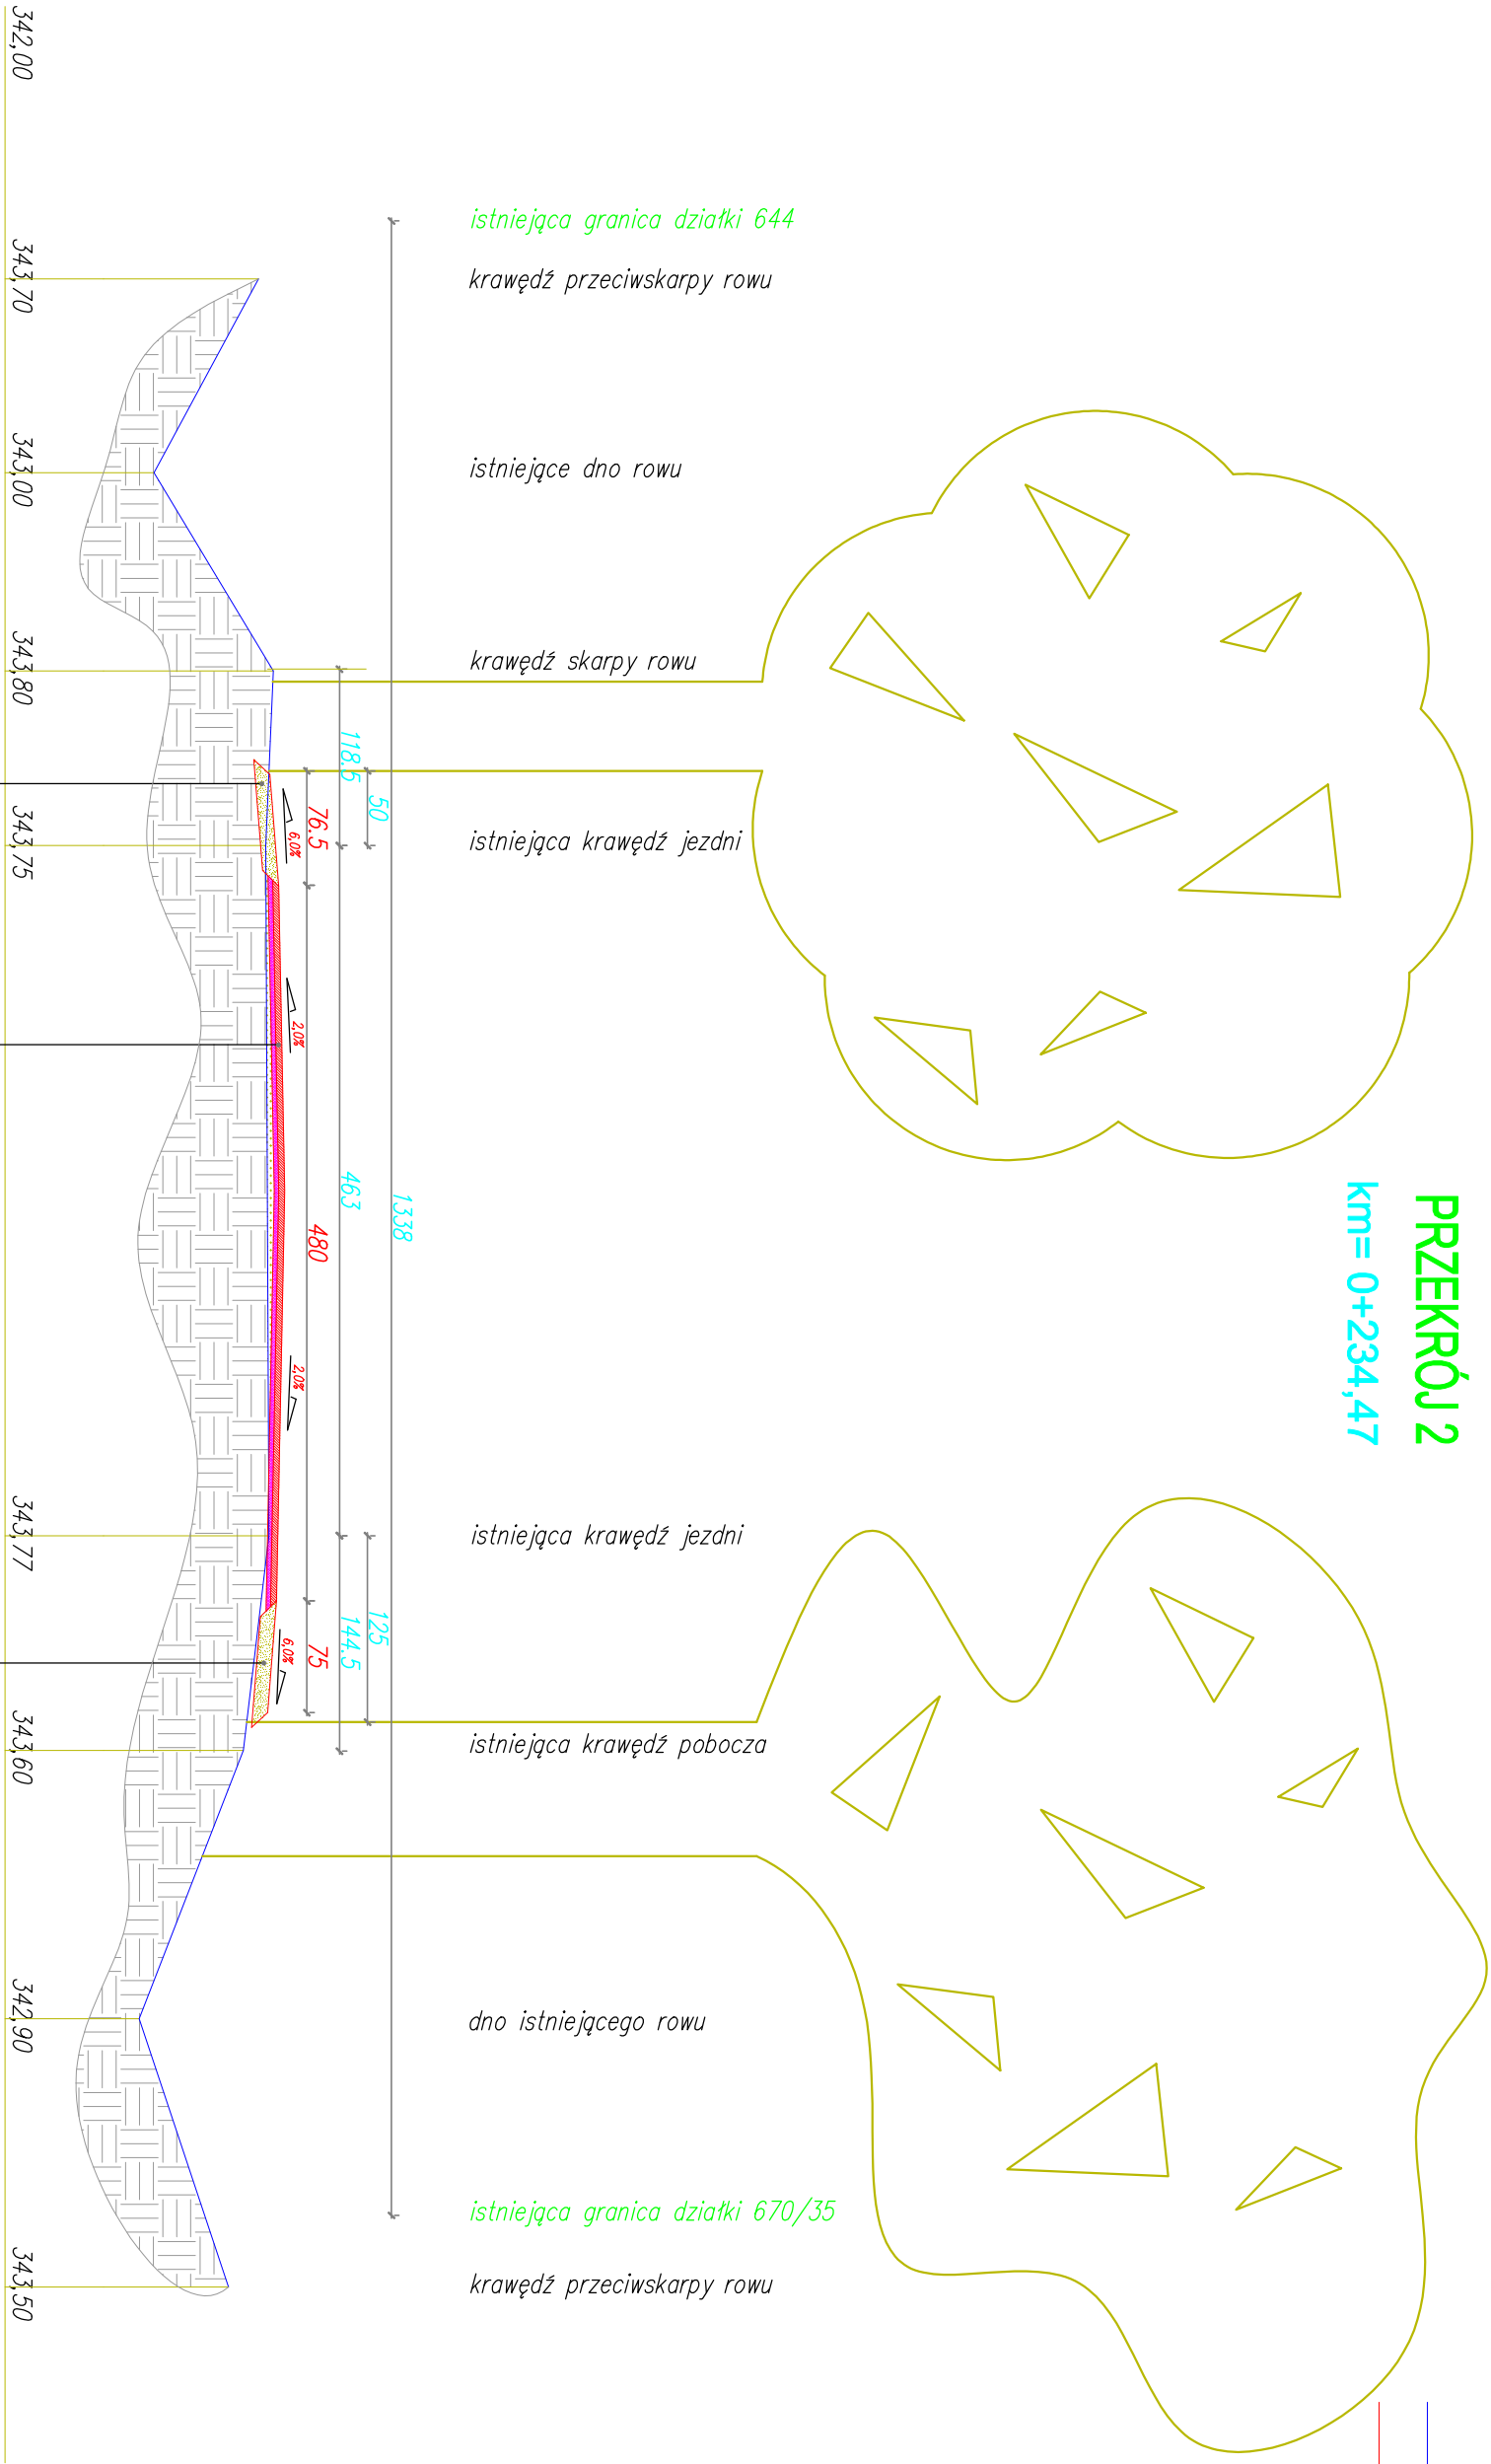 PRZEKRÓJ 2
km= 0+234,47
istniejąca granica działki 644
krawędź przeciwskarpy rowu
istniejące dno rowu
krawędź skarpy rowu
istniejąca krawędź jezdni
istniejąca krawędź jezdni
istniejąca krawędź pobocza
dno istniejącego rowu
istniejąca granica działki 670/35
krawędź przeciwskarpy rowu
1338
50
125
118.5
463
144.5
76.5
480
75
6,0%
2,0%
2,0%
6,0%
342,00
343,70
343,00
343,80
343,75
343,77
343,60
342,90
343,50